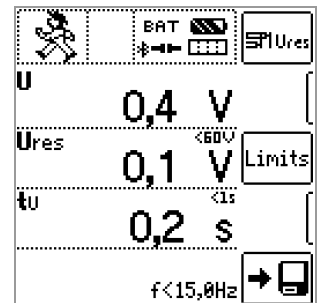 BAT
Ures
U
0,4 V
Ures <60V
0,1 V
Limits
tU <1s
0,2 s
f<15,0Hz